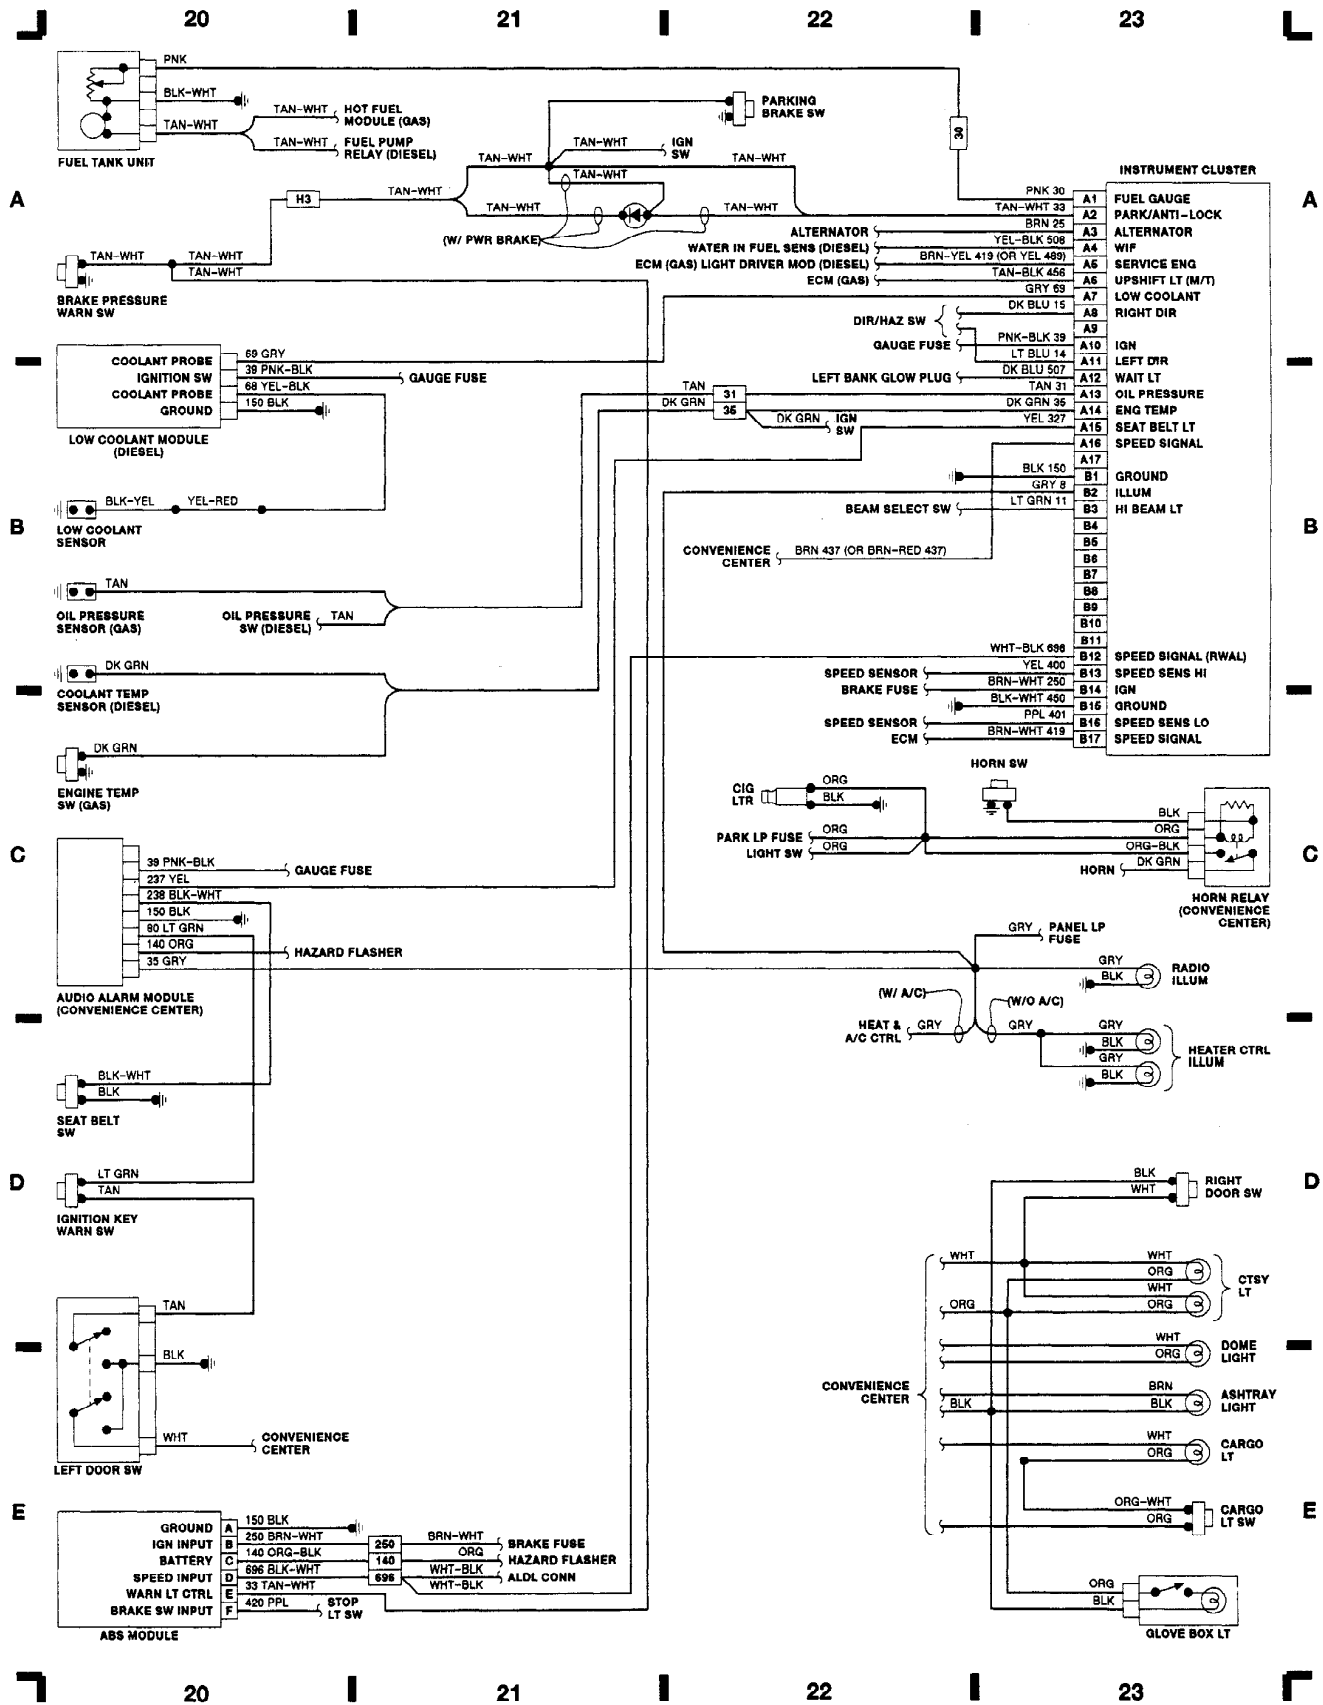 20 21 22 23
PNK
BLK-WHT
TAN-WHT
TAN-WHT
HOT FUEL
MODULE (GAS)
TAN-WHT
FUEL PUMP
RELAY (DIESEL)
FUEL TANK UNIT
PARKING
BRAKE SW
TAN-WHT
IGN
SW
TAN-WHT
TAN-WHT
TAN-WHT
30
A
H3
TAN-WHT
TAN-WHT
TAN-WHT
(W/ PWR BRAKE)
TAN-WHT
TAN-WHT
TAN-WHT
BRAKE PRESSURE
WARN SW
INSTRUMENT CLUSTER
A
PNK 30 A1 FUEL GAUGE
TAN-WHT 33 A2 PARK/ANTI-LOCK
ALTERNATOR BRN 25 A3 ALTERNATOR
WATER IN FUEL SENS (DIESEL) YEL-BLK 508 A4 WIF
ECM (GAS) LIGHT DRIVER MOD (DIESEL) BRN-YEL 419 (OR YEL 489) A5 SERVICE ENG
ECM (GAS) TAN-BLK 456 A6 UPSHIFT LT (M/T)
GRY 69 A7 LOW COOLANT
DIR/HAZ SW DK BLU 15 A8 RIGHT DIR
A9
GAUGE FUSE PNK-BLK 39 A10 IGN
LT BLU 14 A11 LEFT DIR
LEFT BANK GLOW PLUG DK BLU 507 A12 WAIT LT
TAN 31 TAN 31 A13 OIL PRESSURE
DK GRN 35 DK GRN 35 A14 ENG TEMP
DK GRN IGN
SW
YEL 327 A15 SEAT BELT LT
A16 SPEED SIGNAL
A17
BLK 150 B1 GROUND
GRY 8 B2 ILLUM
BEAM SELECT SW LT GRN 11 B3 HI BEAM LT
B4
B5
CONVENIENCE
CENTER
BRN 437 (OR BRN-RED 437)
B6
B7
B8
B9
B10
B11
WHT-BLK 696 B12 SPEED SIGNAL (RWAL)
SPEED SENSOR YEL 400 B13 SPEED SENS HI
BRAKE FUSE BRN-WHT 250 B14 IGN
BLK-WHT 450 B15 GROUND
SPEED SENSOR PPL 401 B16 SPEED SENS LO
ECM BRN-WHT 419 B17 SPEED SIGNAL
COOLANT PROBE 69 GRY
IGNITION SW 39 PNK-BLK GAUGE FUSE
COOLANT PROBE 68 YEL-BLK
GROUND 150 BLK
LOW COOLANT MODULE
(DIESEL)
B
B
BLK-YEL YEL-RED
LOW COOLANT
SENSOR
TAN
OIL PRESSURE
SENSOR (GAS)
OIL PRESSURE
SW (DIESEL)
TAN
DK GRN
COOLANT TEMP
SENSOR (DIESEL)
DK GRN
ENGINE TEMP
SW (GAS)
C
C
39 PNK-BLK GAUGE FUSE
237 YEL
238 BLK-WHT
150 BLK
80 LT GRN
140 ORG HAZARD FLASHER
35 GRY
AUDIO ALARM MODULE
(CONVENIENCE CENTER)
CIG
LTR
ORG
BLK
PARK LP FUSE ORG
LIGHT SW ORG
HORN SW
BLK
ORG
ORG-BLK
HORN DK GRN
HORN RELAY
(CONVENIENCE
CENTER)
GRY PANEL LP
FUSE
GRY
BLK
RADIO
ILLUM
(W/ A/C)
(W/O A/C)
HEAT &
A/C CTRL
GRY
GRY
GRY
BLK
GRY
BLK
HEATER CTRL
ILLUM
BLK-WHT
BLK
SEAT BELT
SW
D
D
LT GRN
TAN
IGNITION KEY
WARN SW
TAN
BLK
WHT CONVENIENCE
CENTER
LEFT DOOR SW
BLK
WHT
RIGHT
DOOR SW
WHT WHT
ORG
WHT
ORG ORG
CTSY
LT
WHT
ORG
DOME
LIGHT
CONVENIENCE
CENTER
BRN
BLK BLK
ASHTRAY
LIGHT
WHT
ORG
CARGO
LT
ORG-WHT
ORG
CARGO
LT SW
ORG
BLK
GLOVE BOX LT
E
E
GROUND A 150 BLK
IGN INPUT B 250 BRN-WHT 250 BRN-WHT BRAKE FUSE
BATTERY C 140 ORG-BLK 140 ORG HAZARD FLASHER
SPEED INPUT D 696 BLK-WHT 696 WHT-BLK ALDL CONN
WARN LT CTRL E 33 TAN-WHT WHT-BLK
BRAKE SW INPUT F 420 PPL STOP
LT SW
ABS MODULE
20 21 22 23